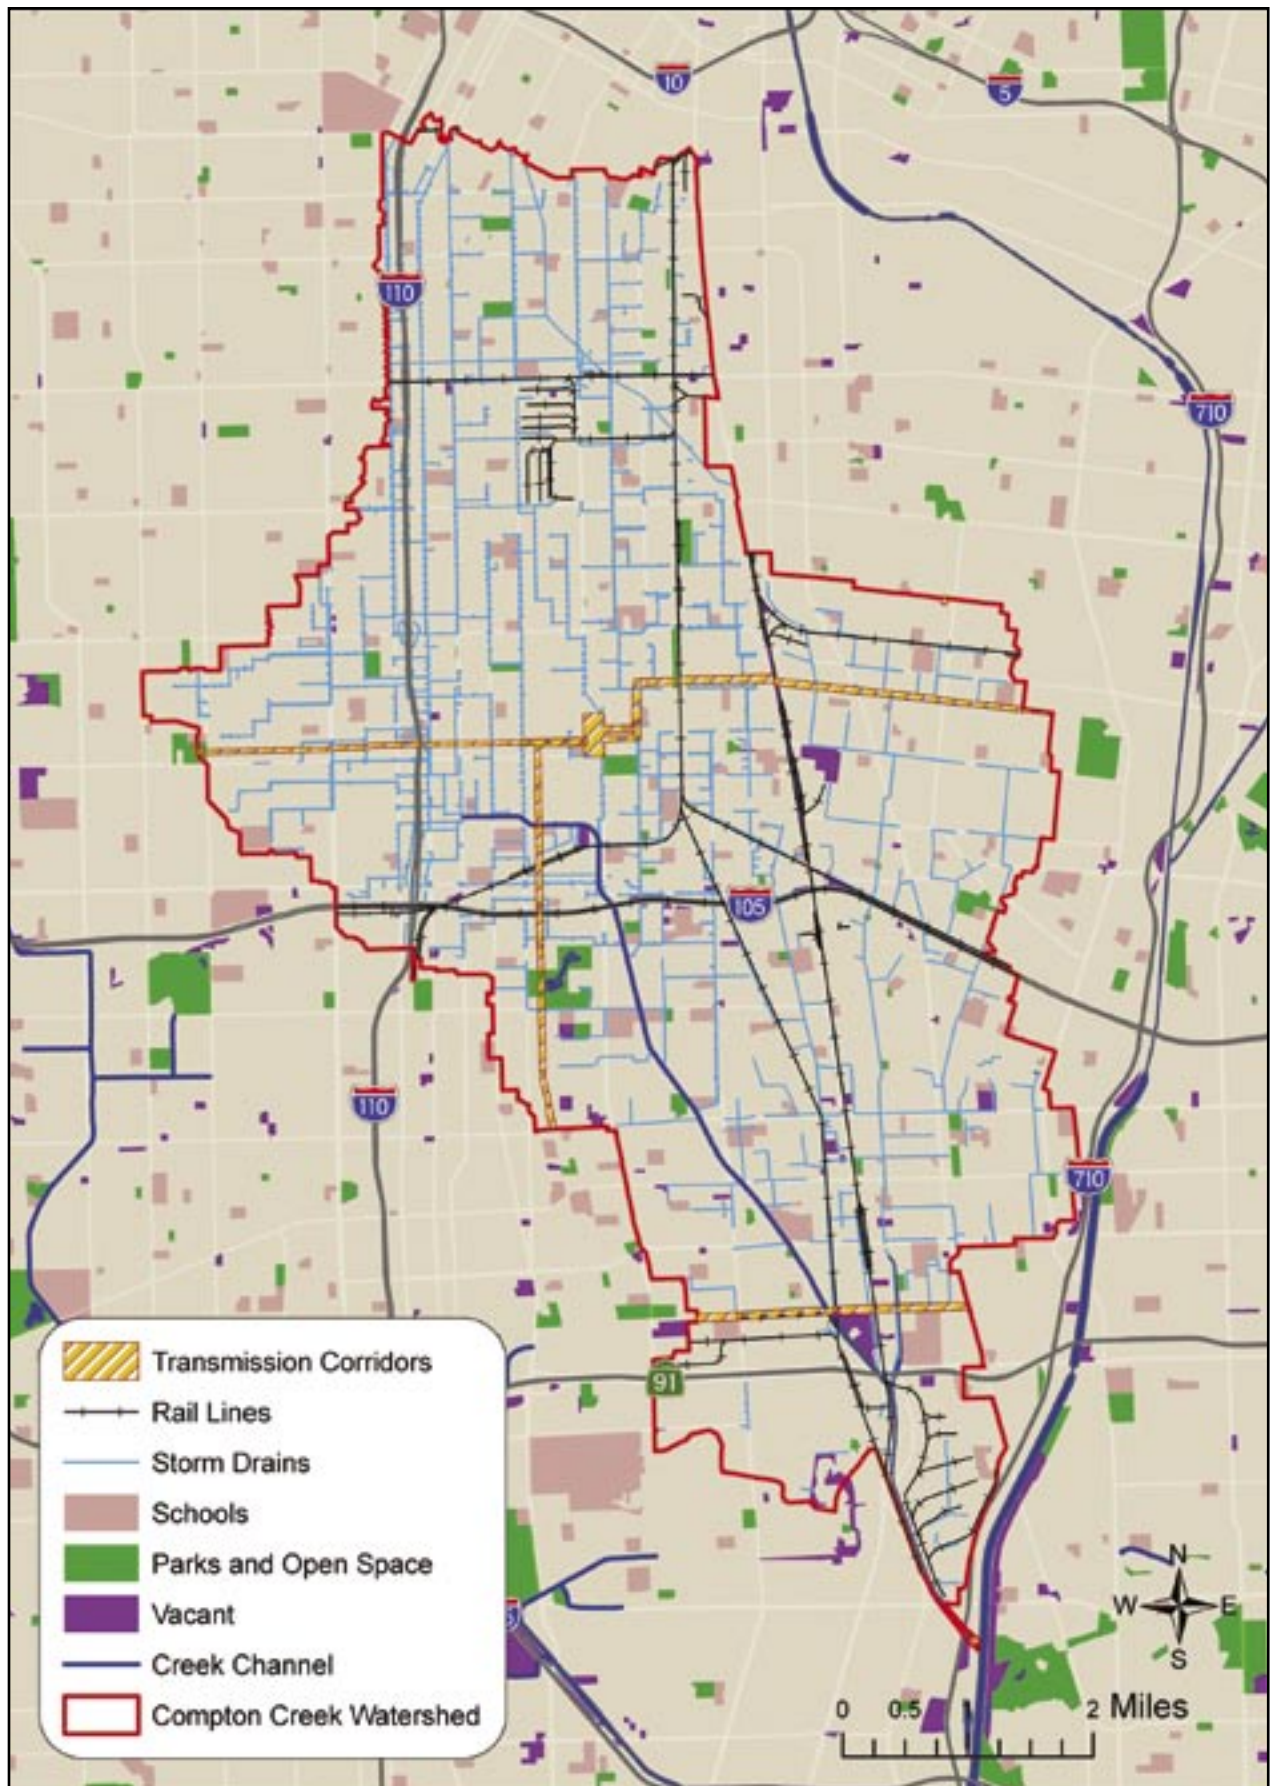 10
5
110
710
105
110
710
91
Transmission Corridors
Rail Lines
Storm Drains
Schools
Parks and Open Space
Vacant
Creek Channel
Compton Creek Watershed
N
W E
S
0 0.5 1 2 Miles